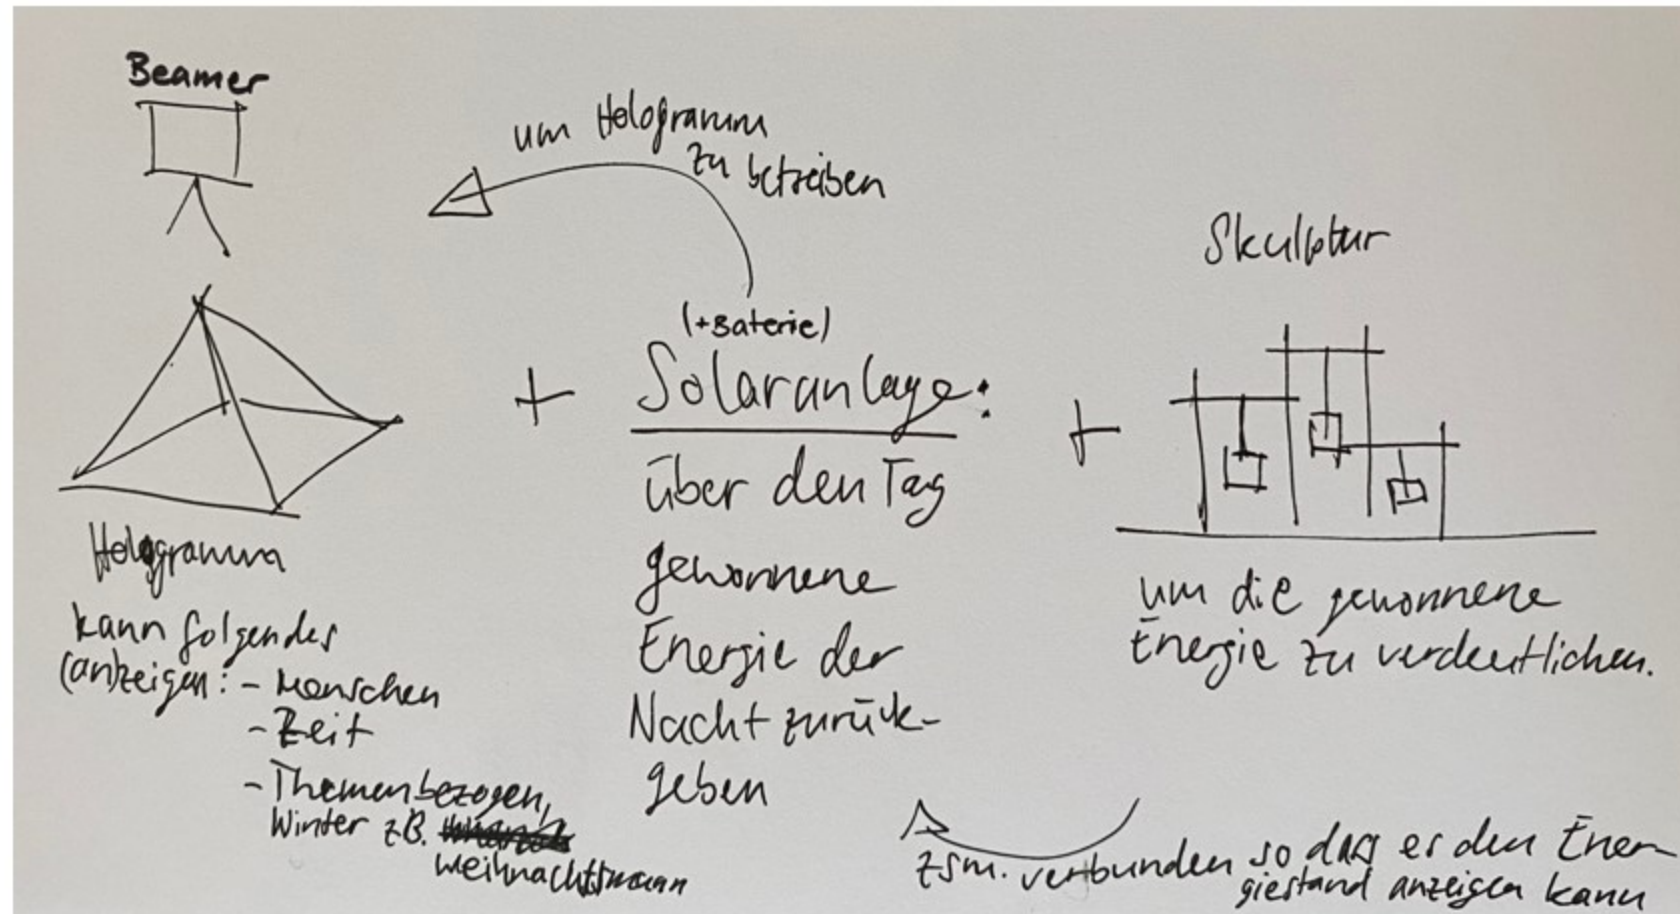 Beamer
um Hologramm
zu betreiben
Hologramm
kann folgendes
(an)zeigen: - Menschen
- Zeit
- Themenbezogen,
Winter z.B.
Weihnachtsmann
+
(+Baterie)
Solaranlage:
über den Tag
gewonnene
Energie der
Nacht zurück-
geben
+
Skulptur
um die gewonnene
Energie zu verdeutlichen.
zsm. verbunden so dass es den Ener-
giestand anzeigen kann